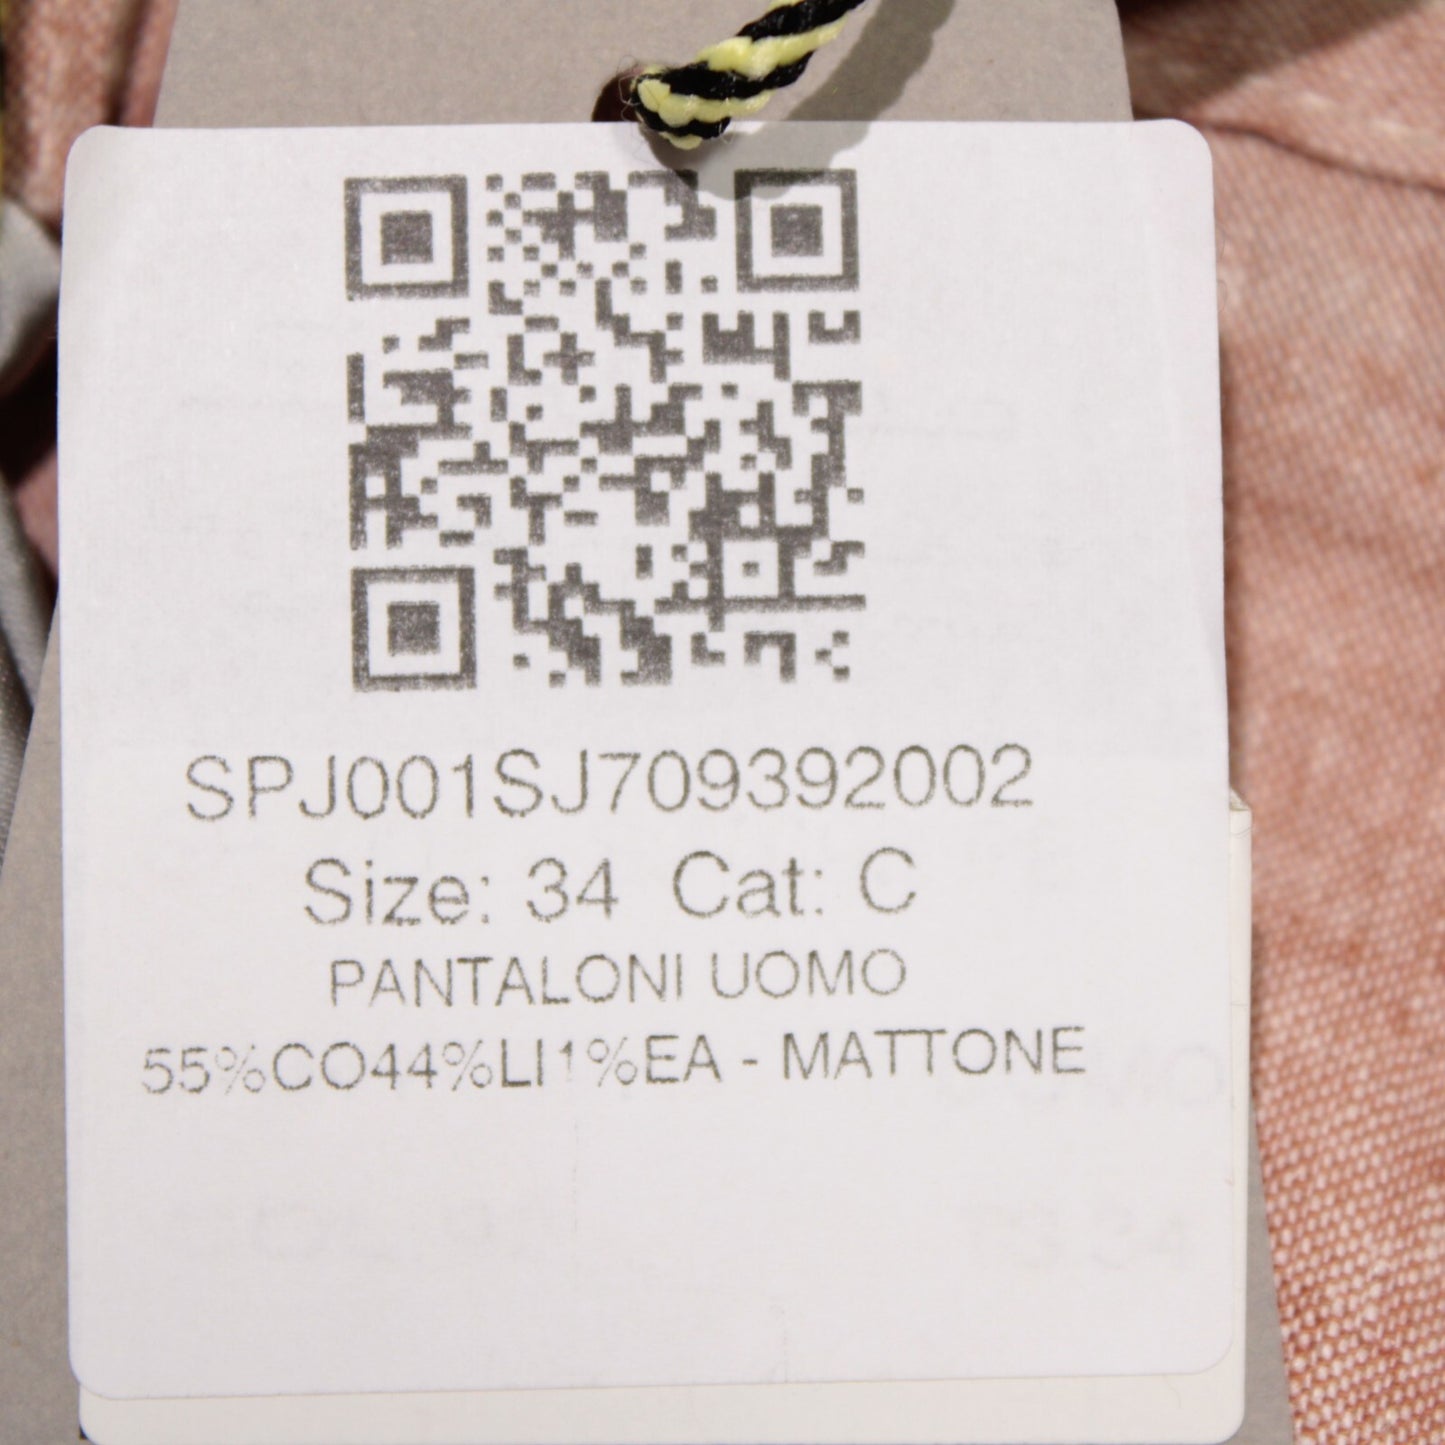 SPJ001SJ709392002
Size: 34 Cat: C
PANTALONI UOMO
55%CO44%LI1%EA - MATTONE